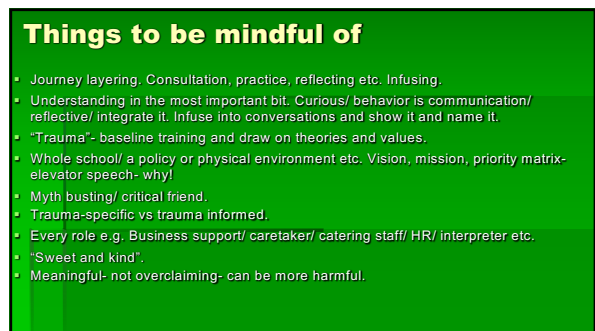 Things to be mindful of
Journey layering. Consultation, practice, reflecting etc. Infusing.
Understanding in the most important bit. Curious/ behavior is communication/
reflective/ integrate it. Infuse into conversations and show it and name it.
“Trauma”- baseline training and draw on theories and values.
Whole school/ a policy or physical environment etc. Vision, mission, priority matrix-
elevator speech- why!
Myth busting/ critical friend.
Trauma-specific vs trauma informed.
Every role e.g. Business support/ caretaker/ catering staff/ HR/ interpreter etc.
“Sweet and kind”.
Meaningful- not overclaiming- can be more harmful.